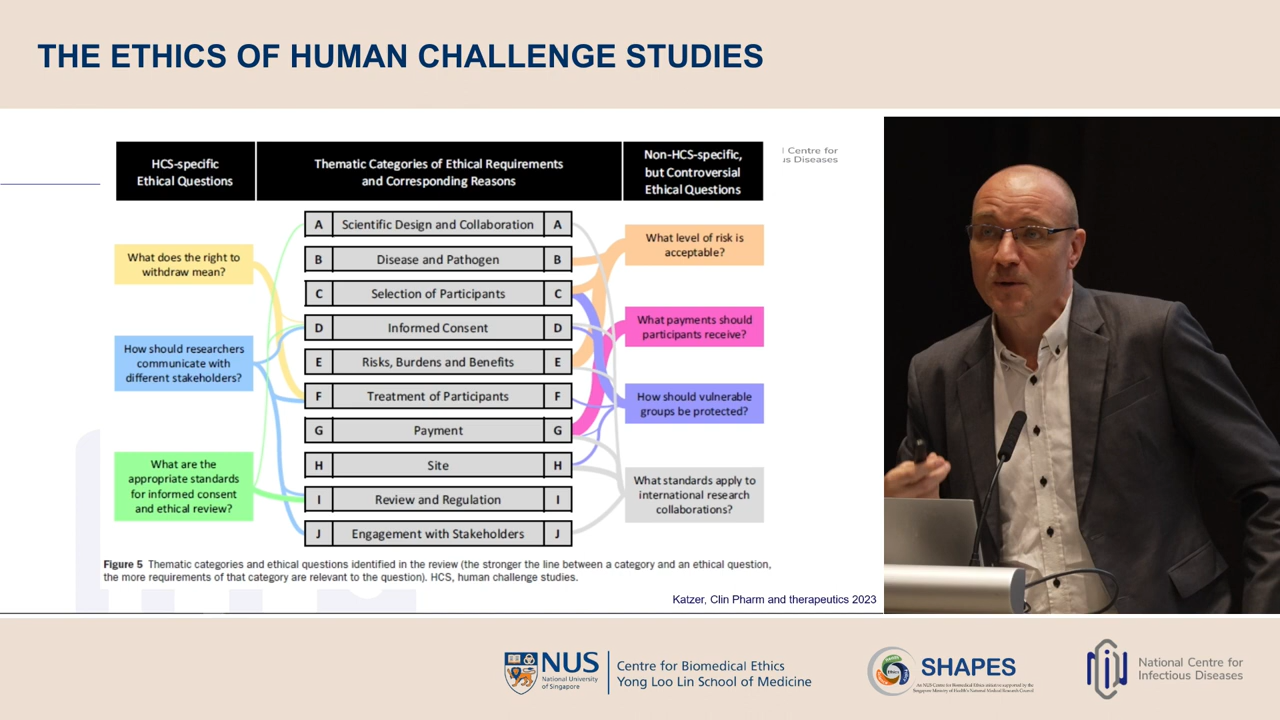 THE ETHICS OF HUMAN CHALLENGE STUDIES
l Centre for
us Diseases
HCS-specific
Ethical Questions
Thematic Categories of Ethical Requirements
and Corresponding Reasons
Non-HCS-specific,
but Controversial
Ethical Questions
What does the right to
withdraw mean?
How should researchers
communicate with
different stakeholders?
What are the
appropriate standards
for informed consent
and ethical review?
A Scientific Design and Collaboration A
B Disease and Pathogen B
C Selection of Participants C
D Informed Consent D
E Risks, Burdens and Benefits E
F Treatment of Participants F
G Payment G
H Site H
I Review and Regulation I
J Engagement with Stakeholders J
What level of risk is
acceptable?
What payments should
participants receive?
How should vulnerable
groups be protected?
What standards apply to
international research
collaborations?
Figure 5 Thematic categories and ethical questions identified in the review (the stronger the line between a category and an ethical question,
the more requirements of that category are relevant to the question). HCS, human challenge studies.
Katzer, Clin Pharm and therapeutics 2023
NUS
National University
of Singapore
Centre for Biomedical Ethics
Yong Loo Lin School of Medicine
SHAPES
An NUS Centre for Biomedical Ethics initiative supported by the
Singapore Ministry of Health's National Medical Research Council
National Centre for
Infectious Diseases